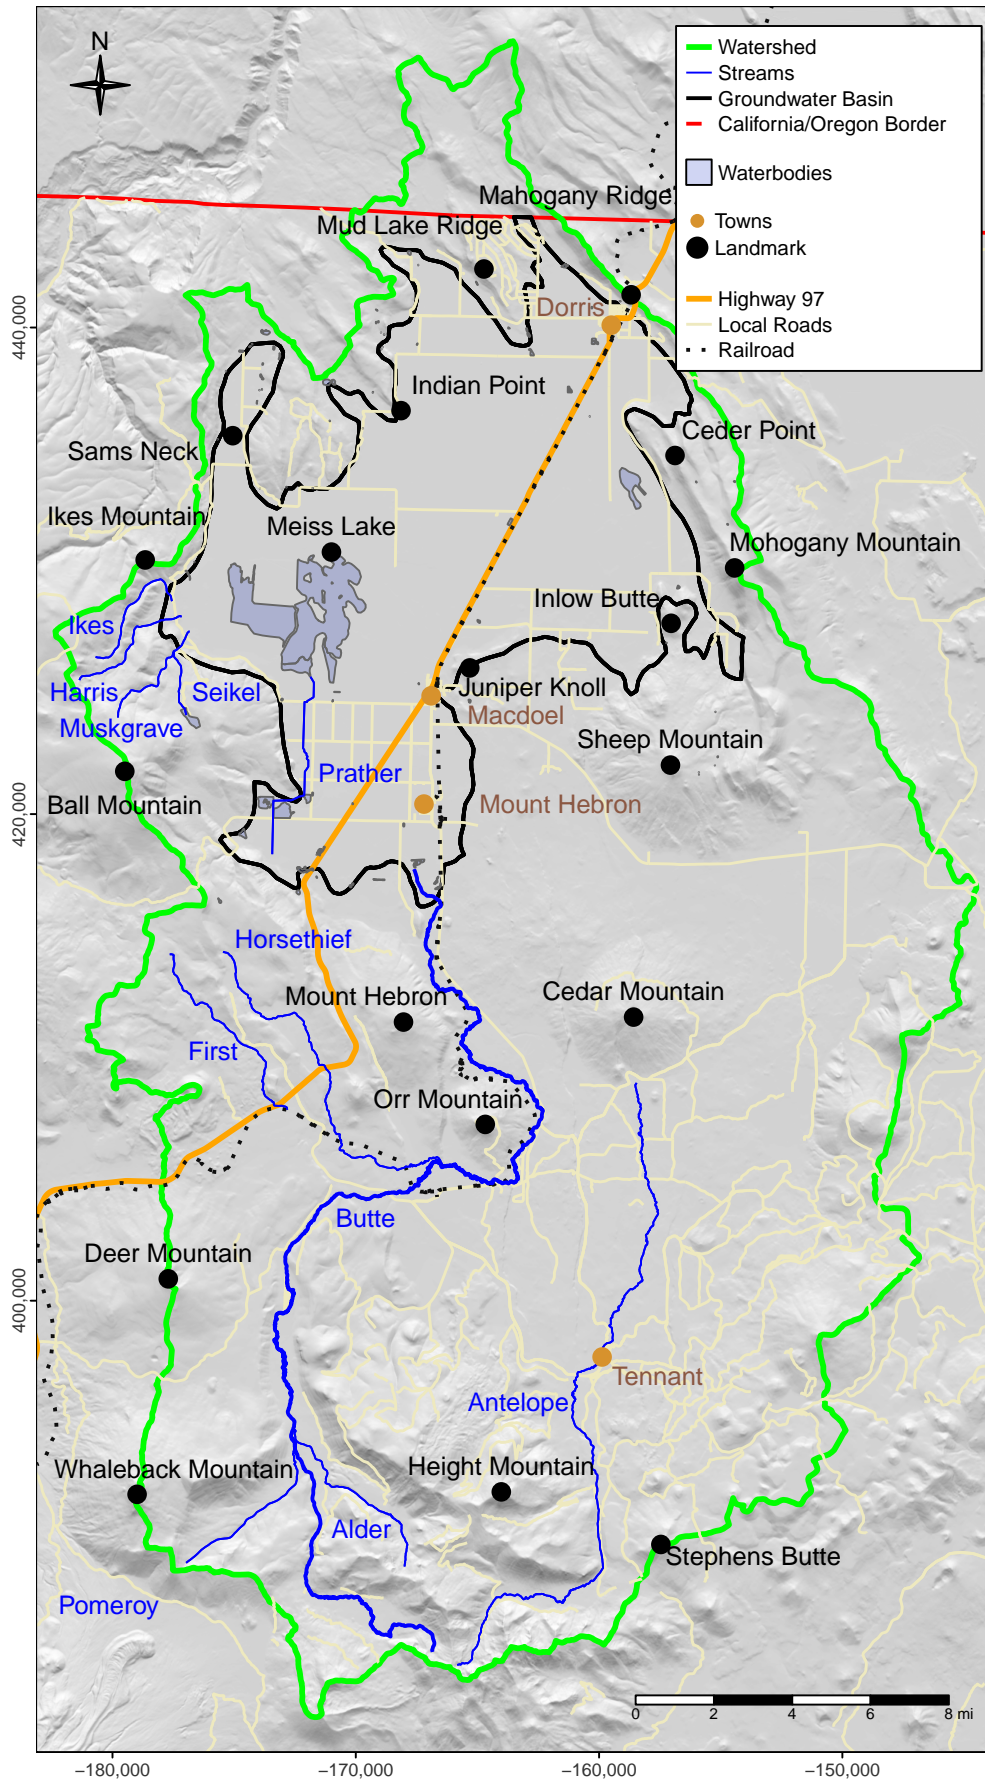 N
Watershed
Streams
Groundwater Basin
California/Oregon Border
Waterbodies
Towns
Landmark
Highway 97
Local Roads
Railroad
Mahogany Ridge
Mud Lake Ridge
Dorris
440,000
Indian Point
Ceder Point
Sams Neck
Ikes Mountain
Meiss Lake
Mohogany Mountain
Inlow Butte
Ikes
Harris
Seikel
Juniper Knoll
Muskgrave
Macdoel
Sheep Mountain
Prather
Ball Mountain
Mount Hebron
420,000
Horsethief
Cedar Mountain
Mount Hebron
First
Orr Mountain
Butte
Deer Mountain
400,000
Tennant
Antelope
Whaleback Mountain
Height Mountain
Alder
Stephens Butte
Pomeroy
0 2 4 6 8 mi
−180,000 −170,000 −160,000 −150,000